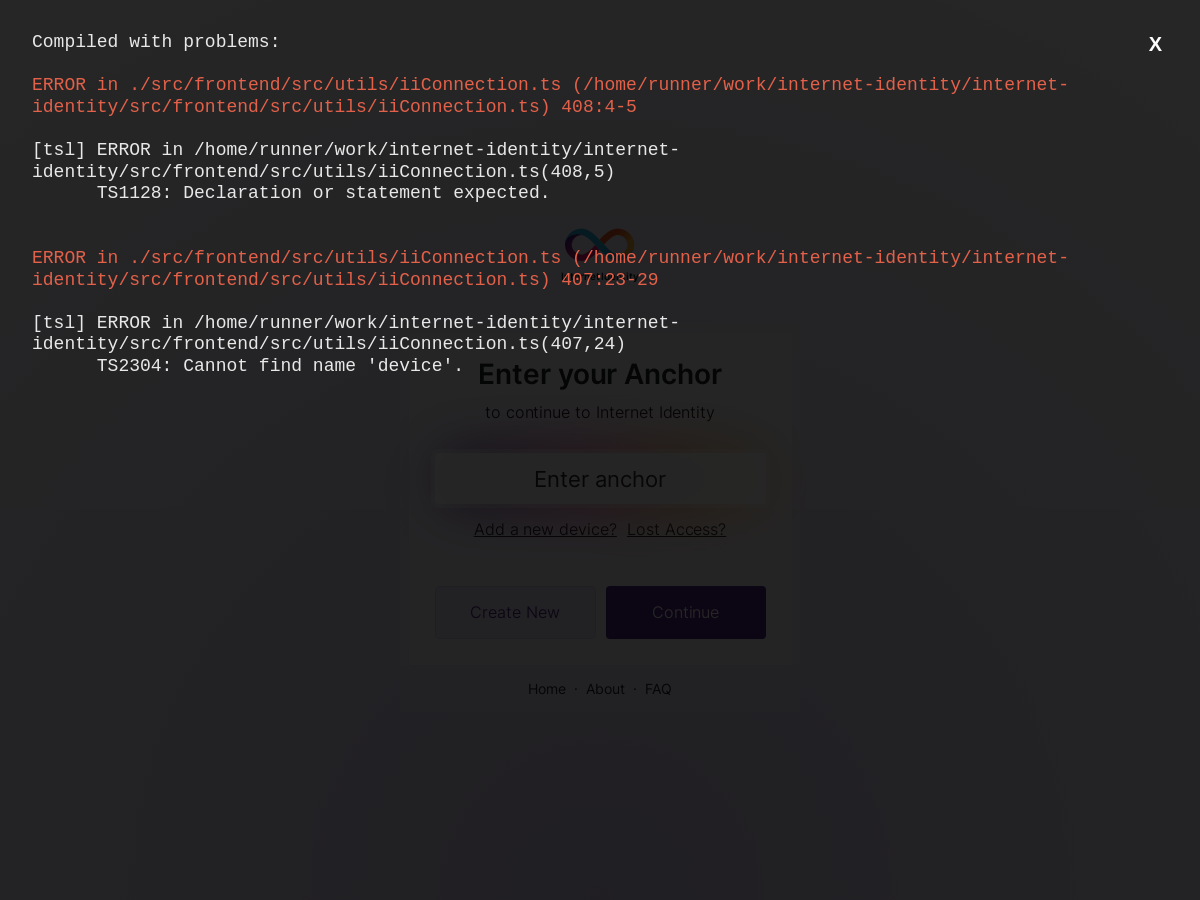 Compiled with problems:
X
ERROR in ./src/frontend/src/utils/iiConnection.ts (/home/runner/work/internet-identity/internet-
identity/src/frontend/src/utils/iiConnection.ts) 408:4-5
[tsl] ERROR in /home/runner/work/internet-identity/internet-
identity/src/frontend/src/utils/iiConnection.ts(408,5)
TS1128: Declaration or statement expected.
ERROR in ./src/frontend/src/utils/iiConnection.ts (/home/runner/work/internet-identity/internet-
identity/src/frontend/src/utils/iiConnection.ts) 407:23-29
[tsl] ERROR in /home/runner/work/internet-identity/internet-
identity/src/frontend/src/utils/iiConnection.ts(407,24)
TS2304: Cannot find name 'device'.
Enter your Anchor
to continue to Internet Identity
Enter anchor
Add a new device? Lost Access?
Create New Continue
Home · About · FAQ